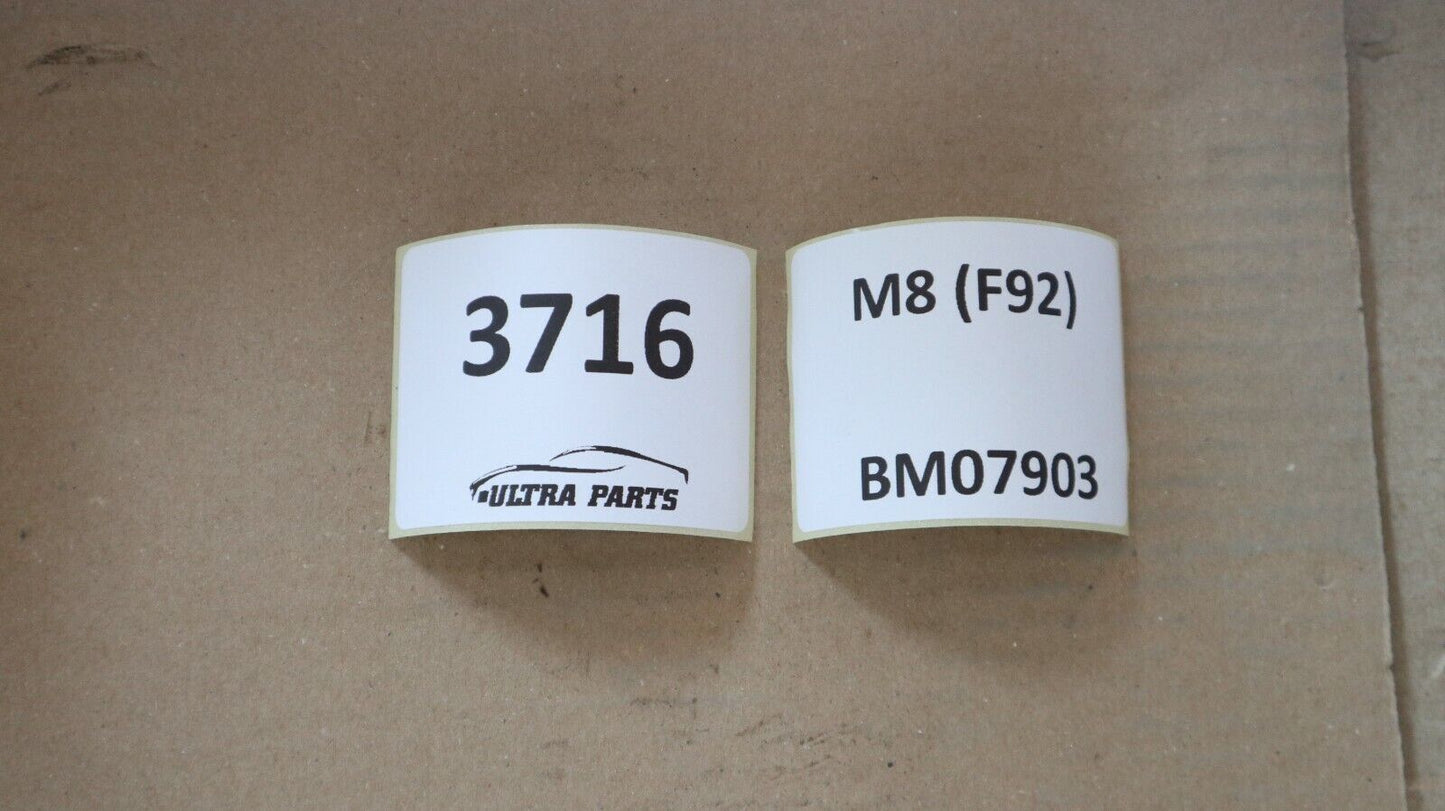 3716
ULTRA PARTS
M8 (F92)
BM07903